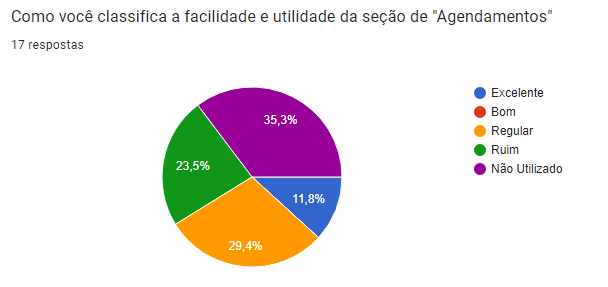 Como você classifica a facilidade e utilidade da seção de "Agendamentos"
17 respostas
Excelente
Bom
Regular
Ruim
Não Utilizado
35,3%
23,5%
11,8%
29,4%